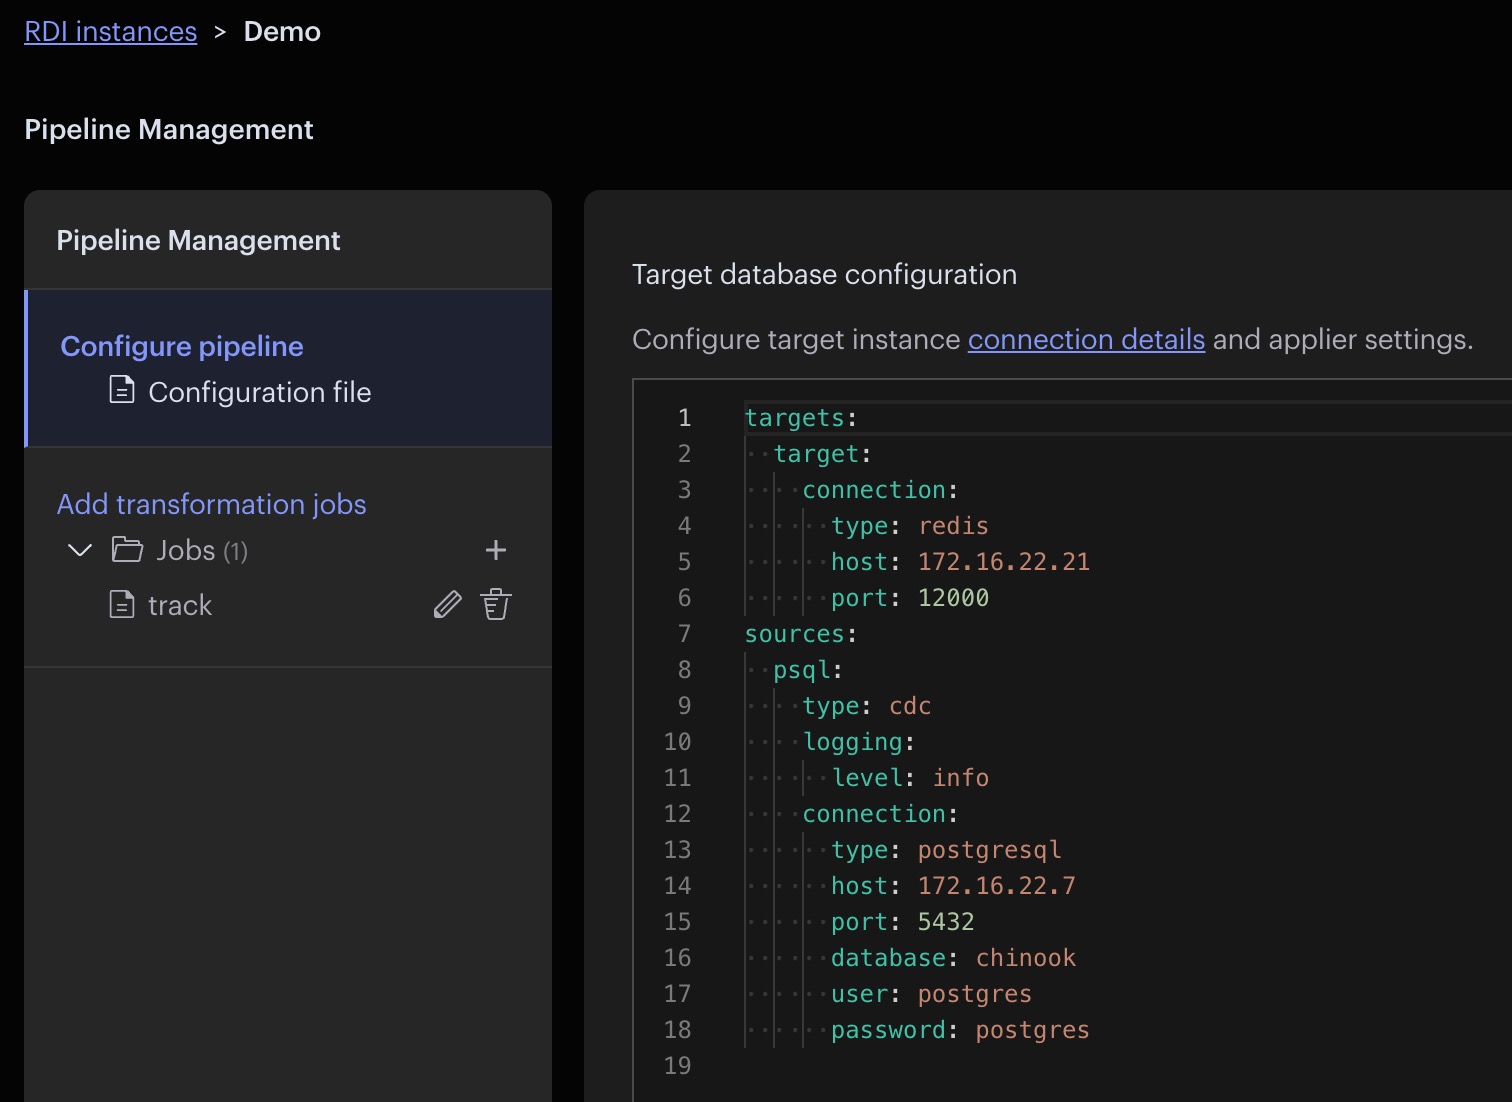 RDI instances > Demo
Pipeline Management
Pipeline Management
Configure pipeline
Configuration file
Add transformation jobs
Jobs (1) +
track
Target database configuration
Configure target instance connection details and applier settings.
1 targets:
2   target:
3     connection:
4       type: redis
5       host: 172.16.22.21
6       port: 12000
7 sources:
8   psql:
9     type: cdc
10     logging:
11       level: info
12     connection:
13       type: postgresql
14       host: 172.16.22.7
15       port: 5432
16       database: chinook
17       user: postgres
18       password: postgres
19